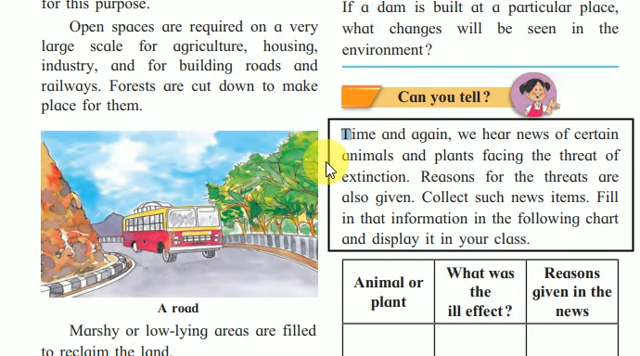 for this purpose.
Open spaces are required on a very
large scale for agriculture, housing,
industry, and for building roads and
railways. Forests are cut down to make
place for them.
A road
Marshy or low-lying areas are filled
to reclaim the land.
If a dam is built at a particular place,
what changes will be seen in the
environment?
Can you tell?
Time and again, we hear news of certain
animals and plants facing the threat of
extinction. Reasons for the threats are
also given. Collect such news items. Fill
in that information in the following chart
and display it in your class.
Animal or
plant
What was
the
ill effect?
Reasons
given in the
news